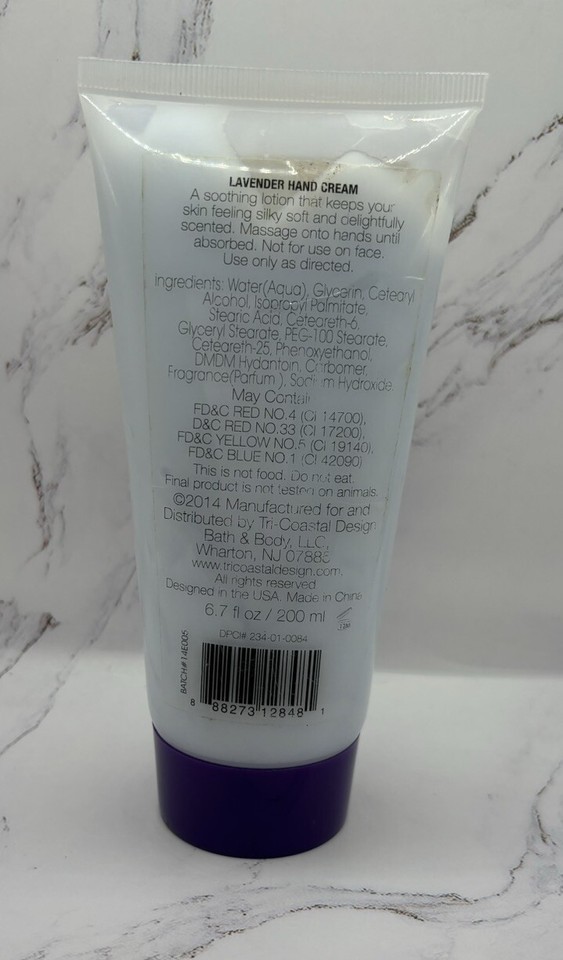 LAVENDER HAND CREAM
A soothing lotion that keeps your
skin feeling silky soft and delightfully
scented. Massage onto hands until
absorbed. Not for use on face.
Use only as directed.
Ingredients: Water(Aqua), Glycerin, Cetearyl
Alcohol, Isopropyl Palmitate,
Stearic Acid, Ceteareth-6,
Glyceryl Stearate, PEG-100 Stearate,
Ceteareth-25, Phenoxyethanol,
DMDM Hydantoin, Carbomer,
Fragrance(Parfum ), Sodium Hydroxide.
May Contain
FD&C RED NO.4 (CI 14700),
D&C RED NO.33 (CI 17200),
FD&C YELLOW NO.5 (CI 19140),
FD&C BLUE NO.1 (CI 42090)
This is not food. Do not eat.
Final product is not tested on animals.
©2014 Manufactured for and
Distributed by Tri-Coastal Design
Bath & Body, LLC,
Wharton, NJ 07885
www.tricoastaldesign.com.
All rights reserved
Designed in the USA. Made in China
6.7 fl oz / 200 ml
DPCI# 234-01-0084
BATCH# 14E005
8 88273 12848 1